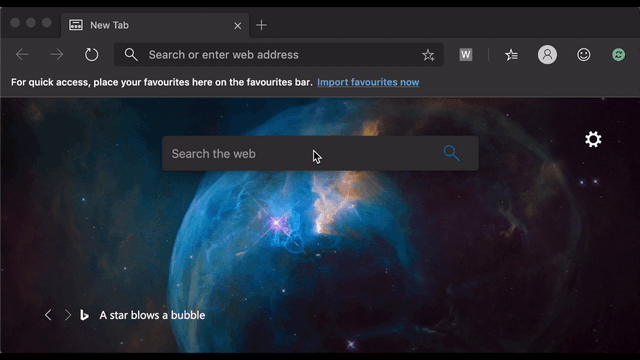 New Tab
Search or enter web address
W
For quick access, place your favourites here on the favourites bar. Import favourites now
Search the web
A star blows a bubble